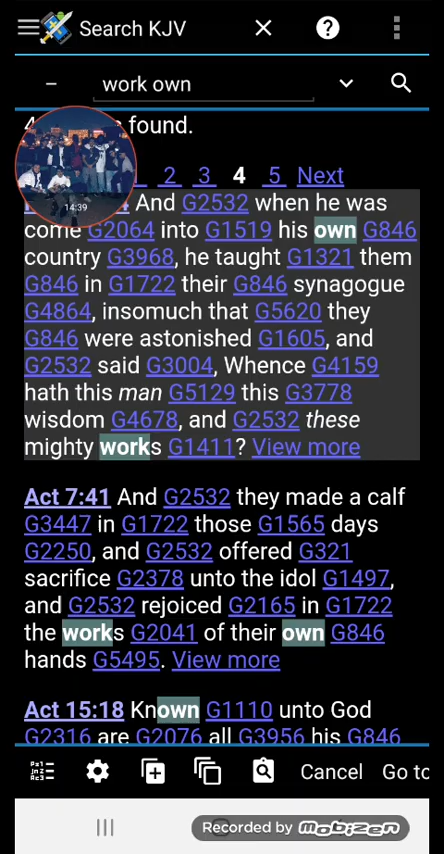 Search KJV
work own
found.
2 3 4 5 Next
And G2532 when he was
come G2064 into G1519 his own G846
country G3968, he taught G1321 them
G846 in G1722 their G846 synagogue
G4864, insomuch that G5620 they
G846 were astonished G1605, and
G2532 said G3004, Whence G4159
hath this man G5129 this G3778
wisdom G4678, and G2532 these
mighty works G1411? View more
14:39
Act 7:41 And G2532 they made a calf
G3447 in G1722 those G1565 days
G2250, and G2532 offered G321
sacrifice G2378 unto the idol G1497,
and G2532 rejoiced G2165 in G1722
the works G2041 of their own G846
hands G5495. View more
Act 15:18 Known G1110 unto God
G2316 are G2076 all G3956 his G846
Cancel Go to
Recorded by Mobizen